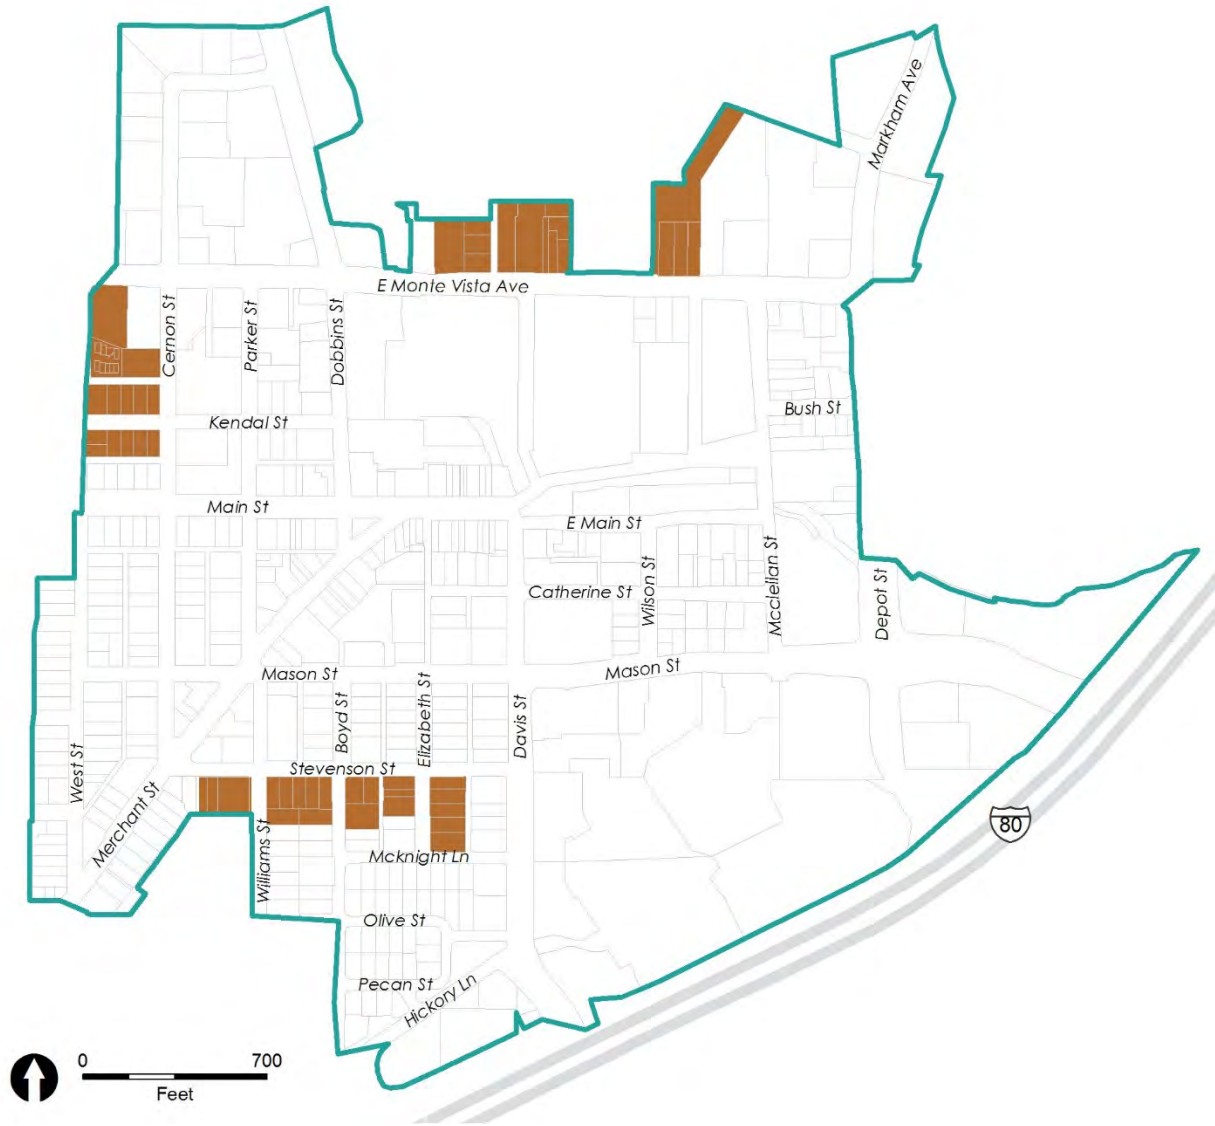 Markham Ave
E Monte Vista Ave
Cernon St
Parker St
Dobbins St
Kendal St
Bush St
Main St
E Main St
Catherine St
Wilson St
Mcclellan St
Depot St
Mason St
Mason St
Boyd St
Elizabeth St
Davis St
West St
Stevenson St
Merchant St
Williams St
Mcknight Ln
80
Olive St
Pecan St
Hickory Ln
0 700
Feet